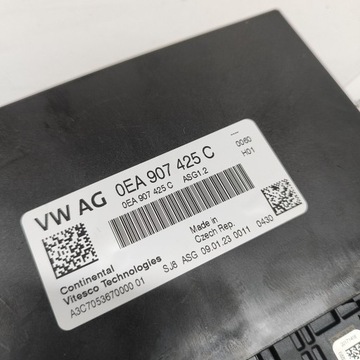 VW AG 0EA 907 425 C
0EA 907 425 C ASG1.2
0060
H01
Made in
Czech Rep.
Continental
Vitesco Technologies
A3C7053670000 01
SJ8 ASG 09.01.23 0011 0430